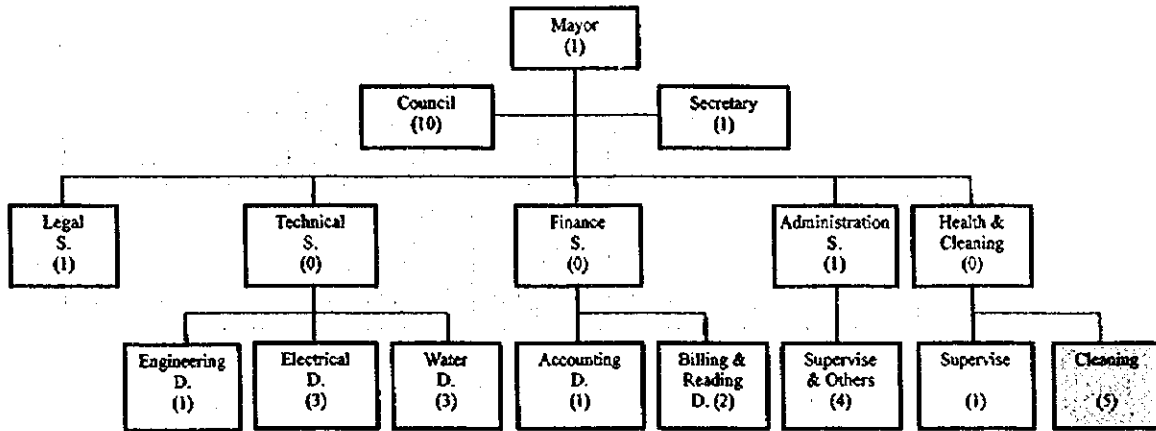 Mayor
(1)
Council
(10)
Secretary
(1)
Legal
S.
(1)
Technical
S.
(0)
Finance
S.
(0)
Administration
S.
(1)
Health &
Cleaning
(0)
Engineering
D.
(1)
Electrical
D.
(3)
Water
D.
(3)
Accounting
D.
(1)
Billing &
Reading
D. (2)
Supervise
& Others
(4)
Supervise
(1)
Cleaning
(5)